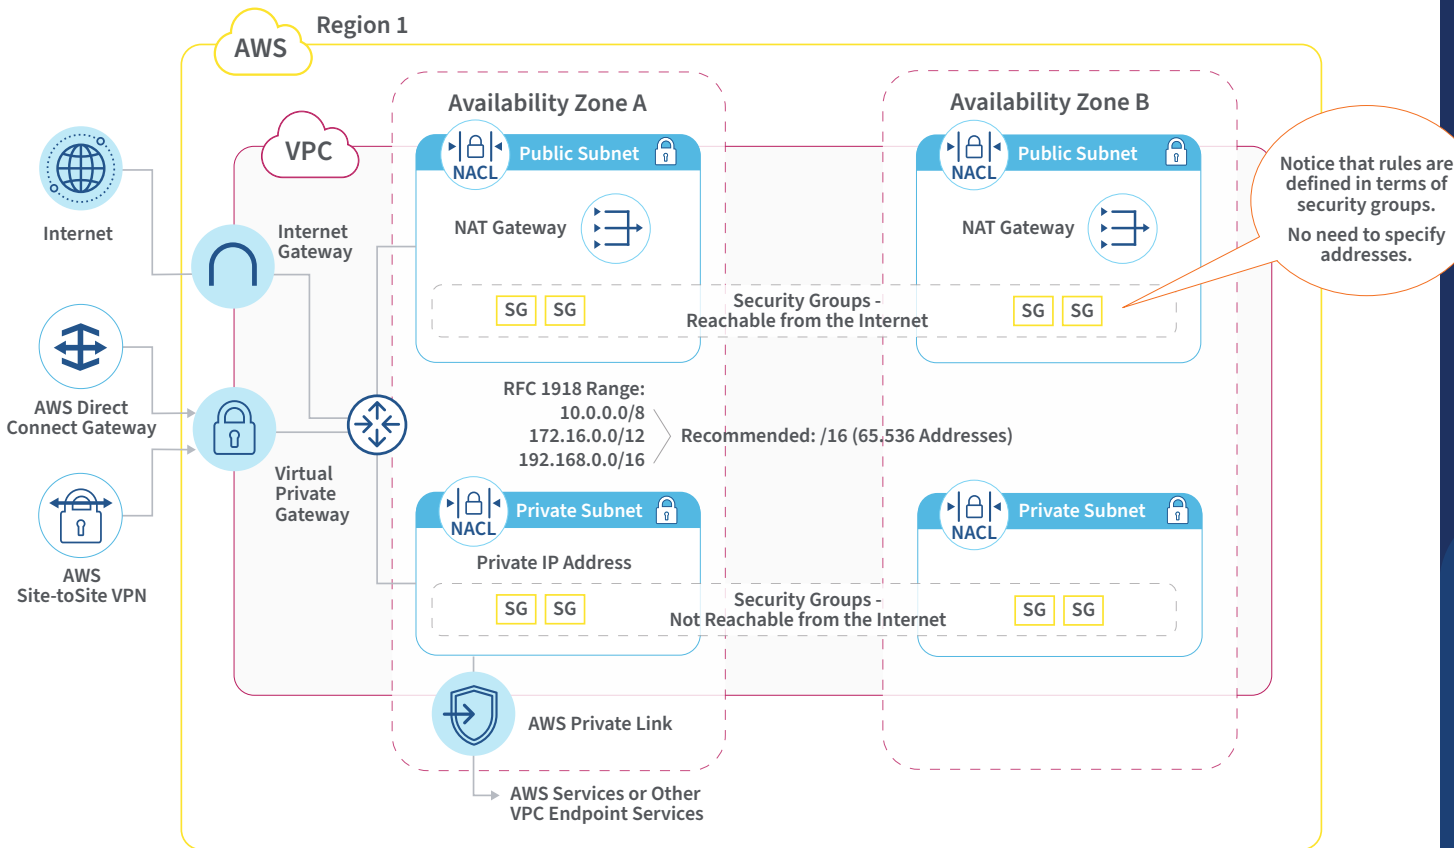 Region 1
AWS
Availability Zone A
Availability Zone B
VPC
NACL
Public Subnet
NACL
Public Subnet
Notice that rules are
defined in terms of
security groups.
No need to specify
addresses.
Internet
Internet
Gateway
NAT Gateway
NAT Gateway
SG
SG
Security Groups -
Reachable from the Internet
SG
SG
AWS Direct
Connect Gateway
RFC 1918 Range:
10.0.0.0/8
172.16.0.0/12
192.168.0.0/16
Recommended: /16 (65.536 Addresses)
Virtual
Private
Gateway
NACL
Private Subnet
NACL
Private Subnet
Private IP Address
AWS
Site-toSite VPN
SG
SG
Security Groups -
Not Reachable from the Internet
SG
SG
AWS Private Link
AWS Services or Other
VPC Endpoint Services